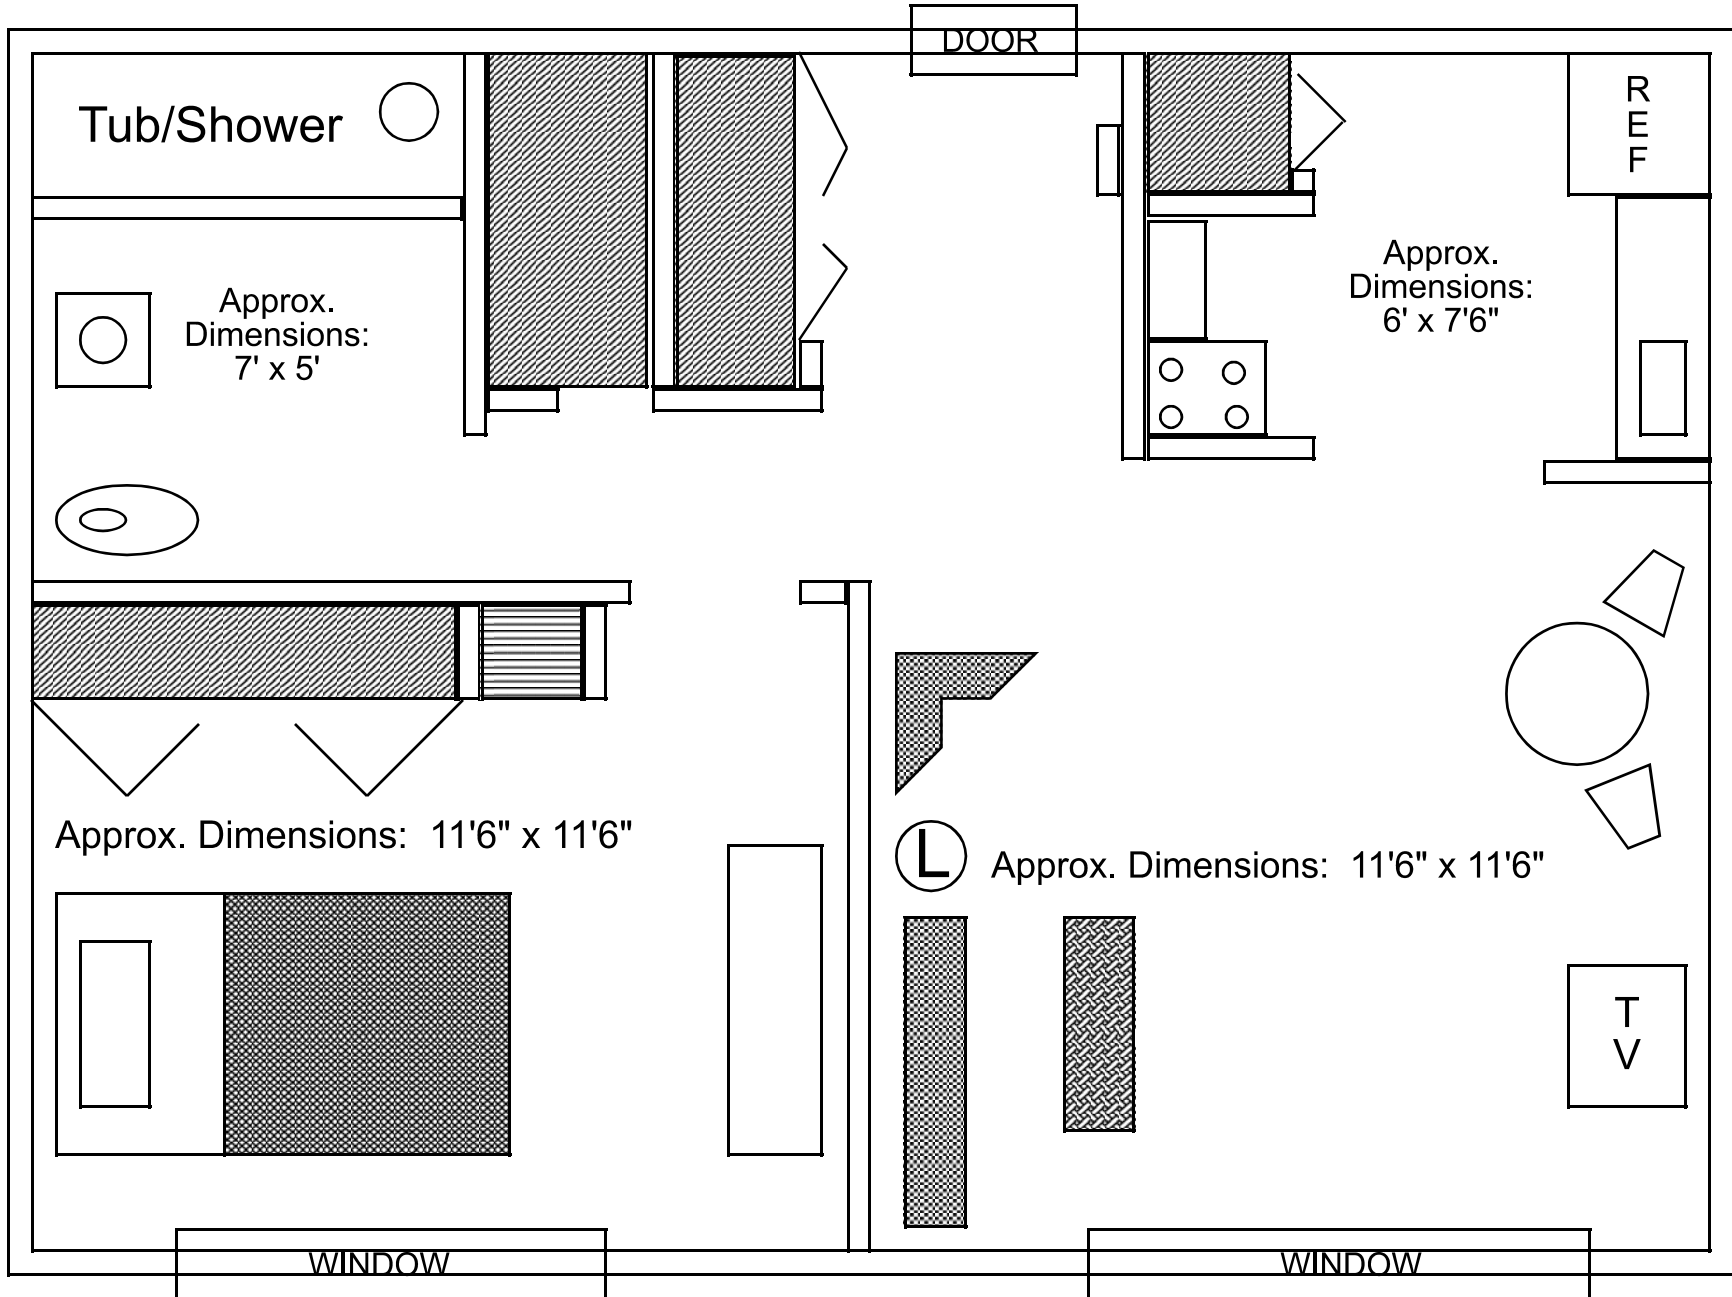 DOOR
Tub/Shower
R
E
F
Approx.
Dimensions:
7' x 5'
Approx.
Dimensions:
6' x 7'6"
Approx. Dimensions:  11'6" x 11'6"
L
Approx. Dimensions:  11'6" x 11'6"
T
V
WINDOW
WINDOW